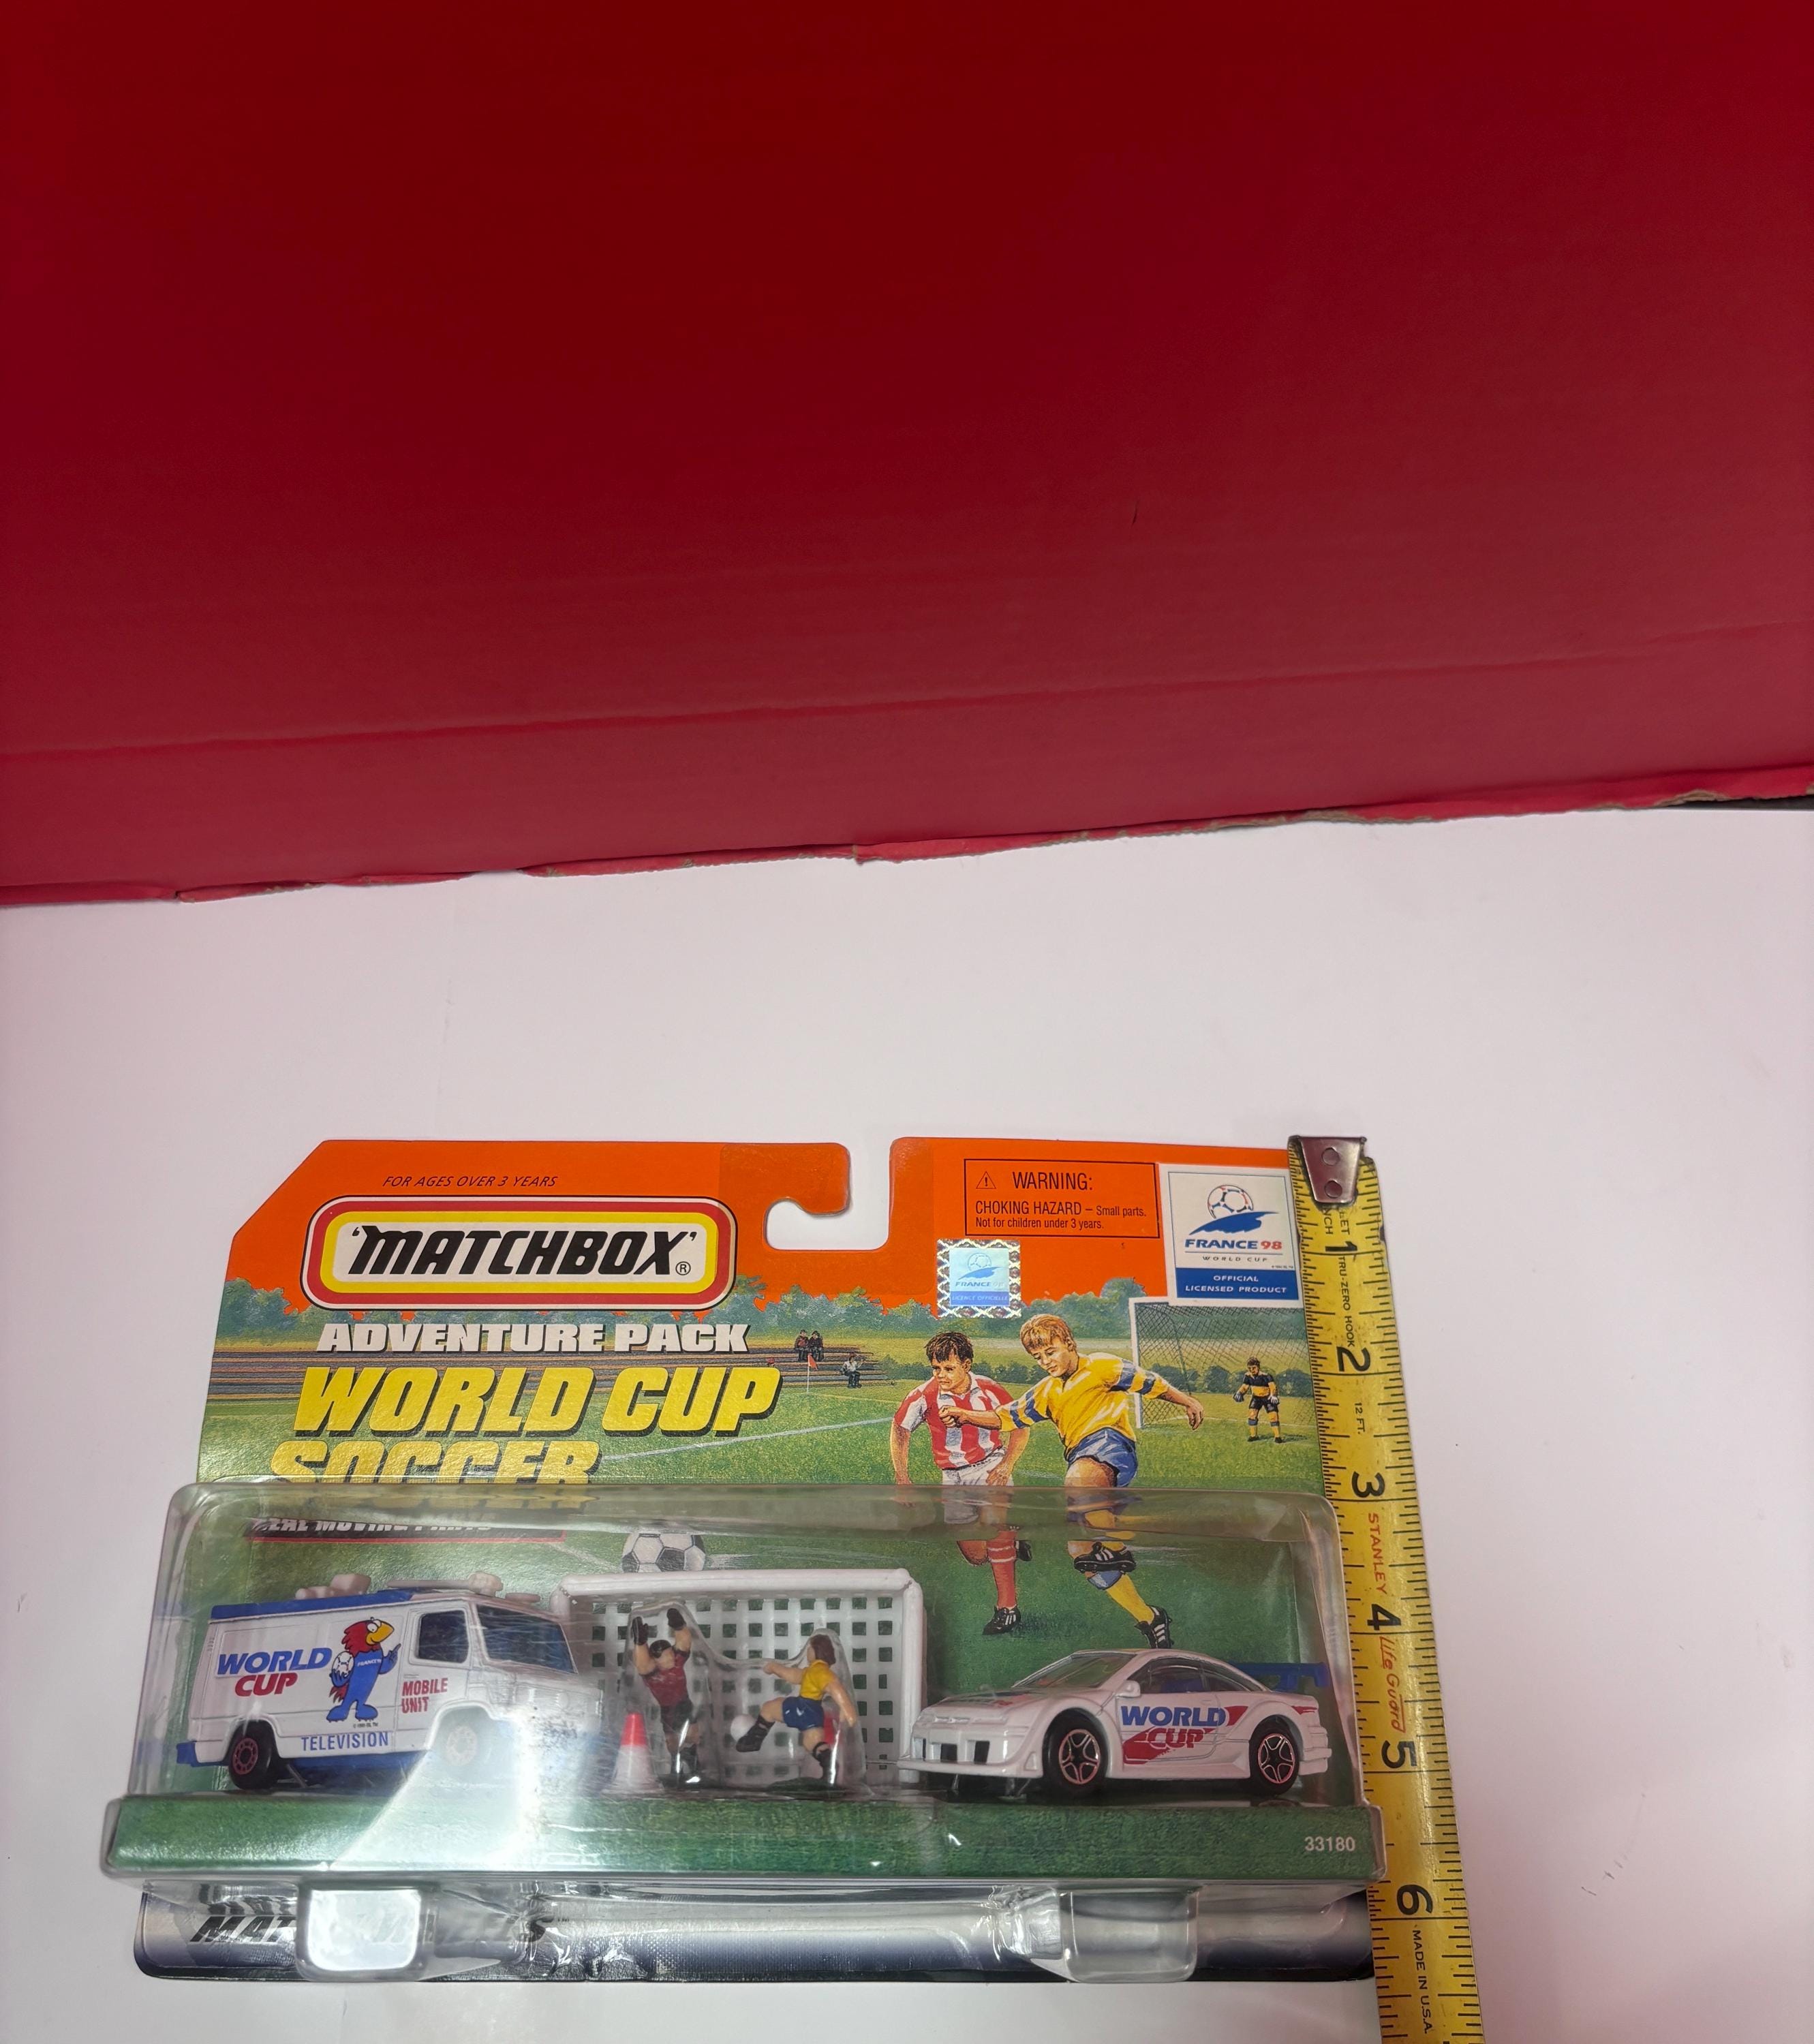 FOR AGES OVER 3 YEARS
'MATCHBOX'®
ADVENTURE PACK
WORLD CUP
SOCCER
⚠ WARNING:
CHOKING HAZARD – Small parts.
Not for children under 3 years.
FRANCE 98
WORLD CUP
OFFICIAL
LICENSED PRODUCT
FRANCE
WORLD
CUP
MOBILE
UNIT
TELEVISION
WORLD
CUP
33180
1
TRU-ZERO HOOK
2
12 FT.
3
STANLEY
4
LifeGuard
5
6
MADE IN U.S.A.